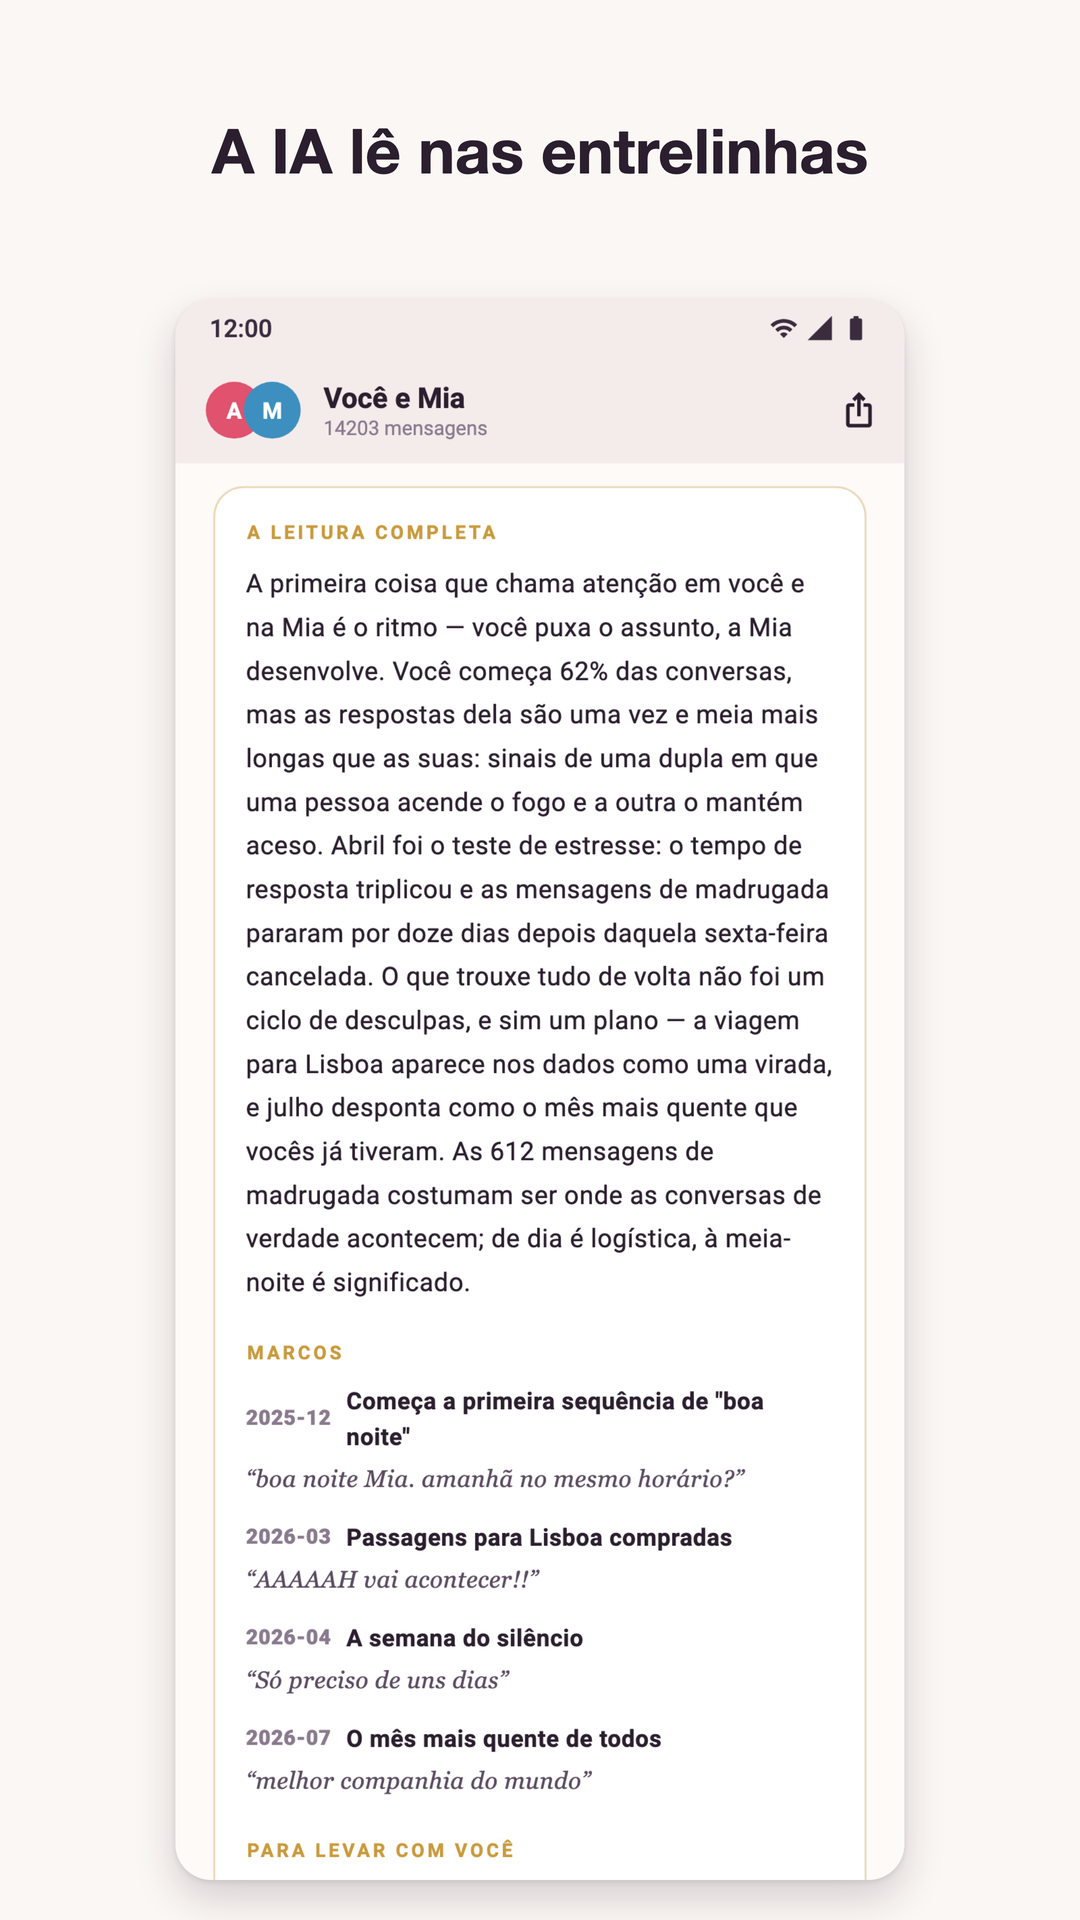 A IA lê nas entrelinhas
12:00
A
M
Você e Mia
14203 mensagens
A LEITURA COMPLETA
A primeira coisa que chama atenção em você e
na Mia é o ritmo — você puxa o assunto, a Mia
desenvolve. Você começa 62% das conversas,
mas as respostas dela são uma vez e meia mais
longas que as suas: sinais de uma dupla em que
uma pessoa acende o fogo e a outra o mantém
aceso. Abril foi o teste de estresse: o tempo de
resposta triplicou e as mensagens de madrugada
pararam por doze dias depois daquela sexta-feira
cancelada. O que trouxe tudo de volta não foi um
ciclo de desculpas, e sim um plano — a viagem
para Lisboa aparece nos dados como uma virada,
e julho desponta como o mês mais quente que
vocês já tiveram. As 612 mensagens de
madrugada costumam ser onde as conversas de
verdade acontecem; de dia é logística, à meia-
noite é significado.
MARCOS
2025-12 Começa a primeira sequência de "boa
noite"
“boa noite Mia. amanhã no mesmo horário?”
2026-03 Passagens para Lisboa compradas
“AAAAAH vai acontecer!!”
2026-04 A semana do silêncio
“Só preciso de uns dias”
2026-07 O mês mais quente de todos
“melhor companhia do mundo”
PARA LEVAR COM VOCÊ